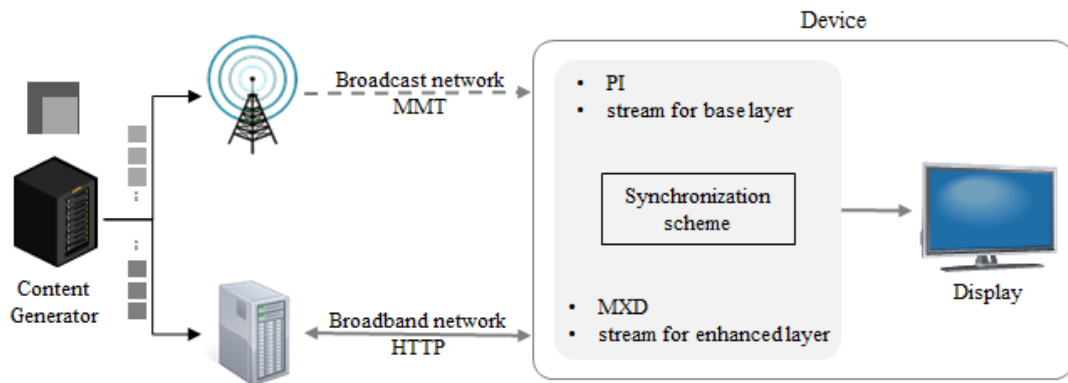 Device
Broadcast network
MMT
• PI
• stream for base layer
Synchronization
scheme
Content
Generator
Broadband network
HTTP
• MXD
• stream for enhanced layer
Display